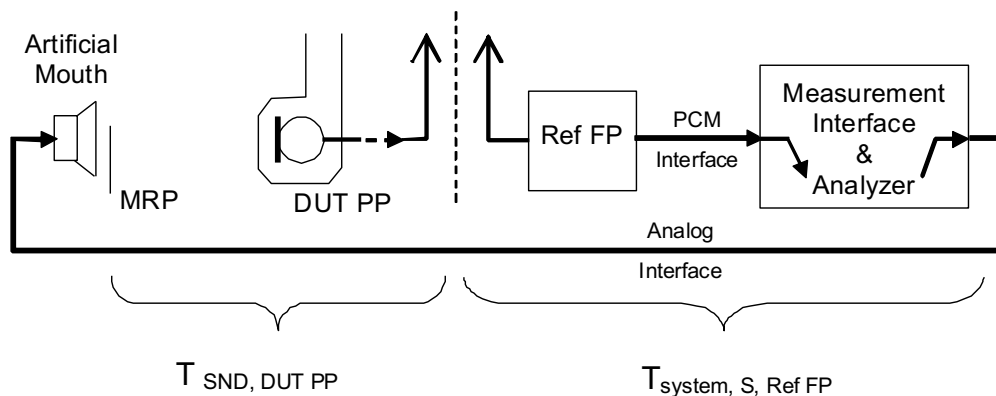 Artificial
Mouth
MRP
DUT PP
Ref FP
PCM
Interface
Measurement
Interface
&
Analyzer
Analog
Interface
T SND, DUT PP
Tsystem, S, Ref FP